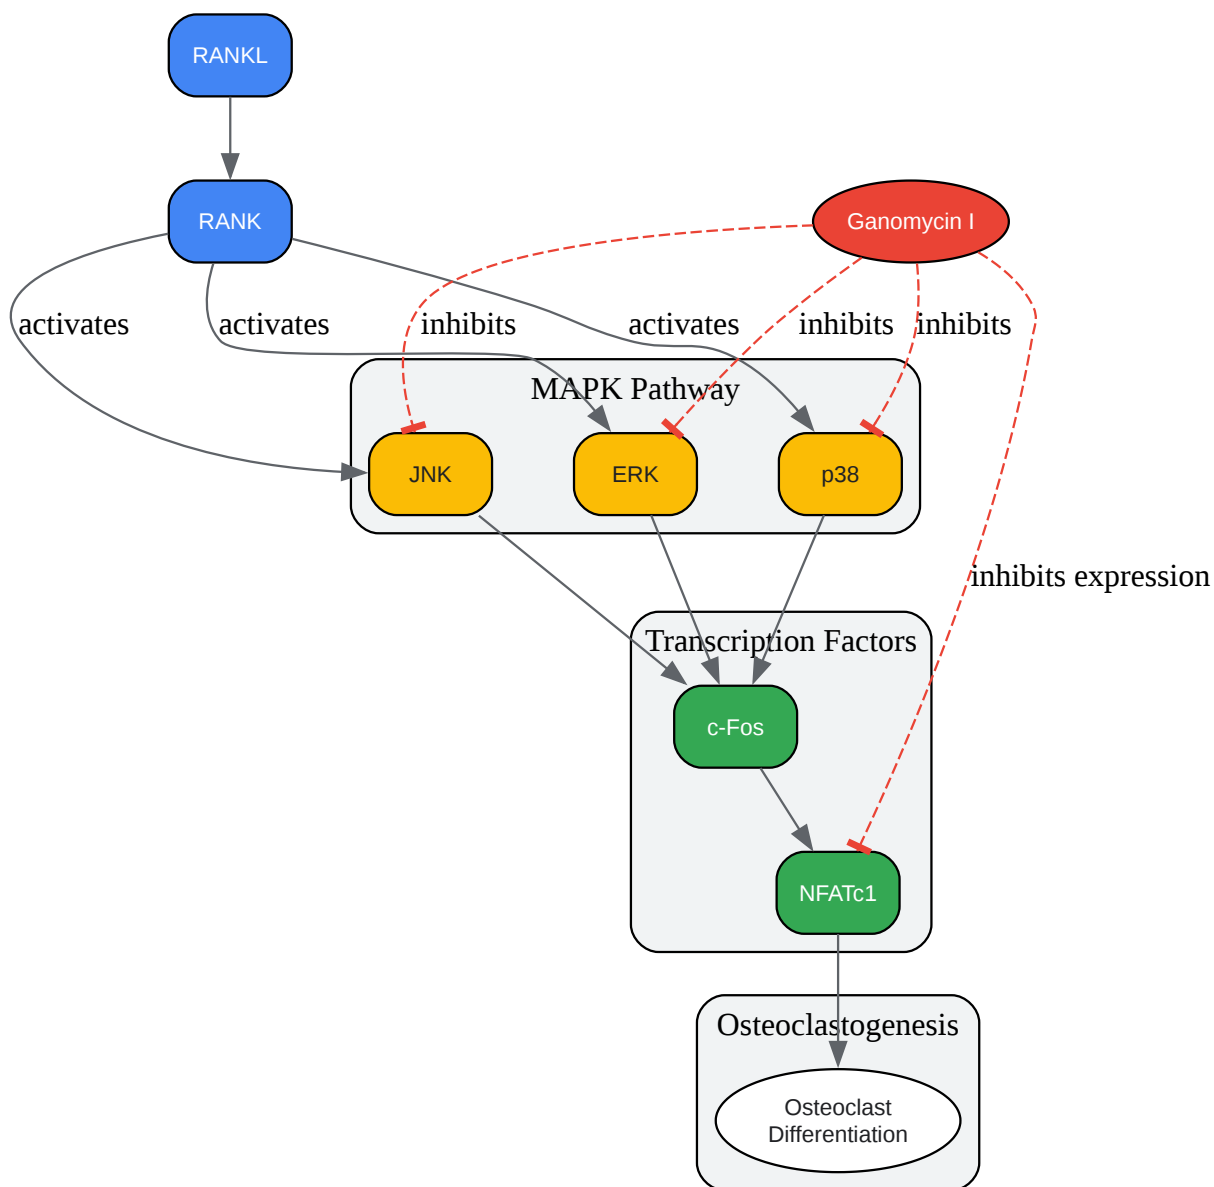 RANKL
RANK
Ganomycin I
activates
activates
inhibits
activates
inhibits
inhibits
MAPK Pathway
JNK
ERK
p38
inhibits expression
Transcription Factors
c-Fos
NFATc1
Osteoclastogenesis
Osteoclast
Differentiation